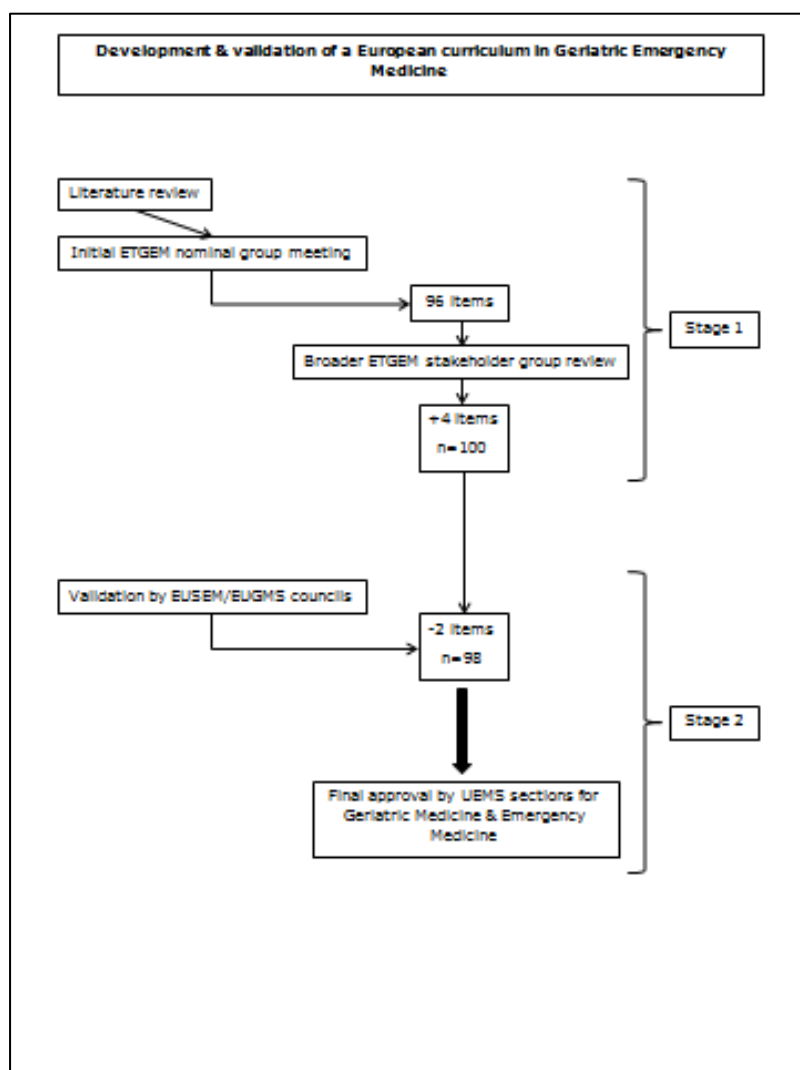 Development & validation of a European curriculum in Geriatric Emergency
Medicine
Literature review
Initial ETGEM nominal group meeting
96 items
Stage 1
Broader ETGEM stakeholder group review
+4 items
n=100
Validation by EUSEM/EUGMS councils
-2 items
n=98
Stage 2
Final approval by UEMS sections for
Geriatric Medicine & Emergency
Medicine